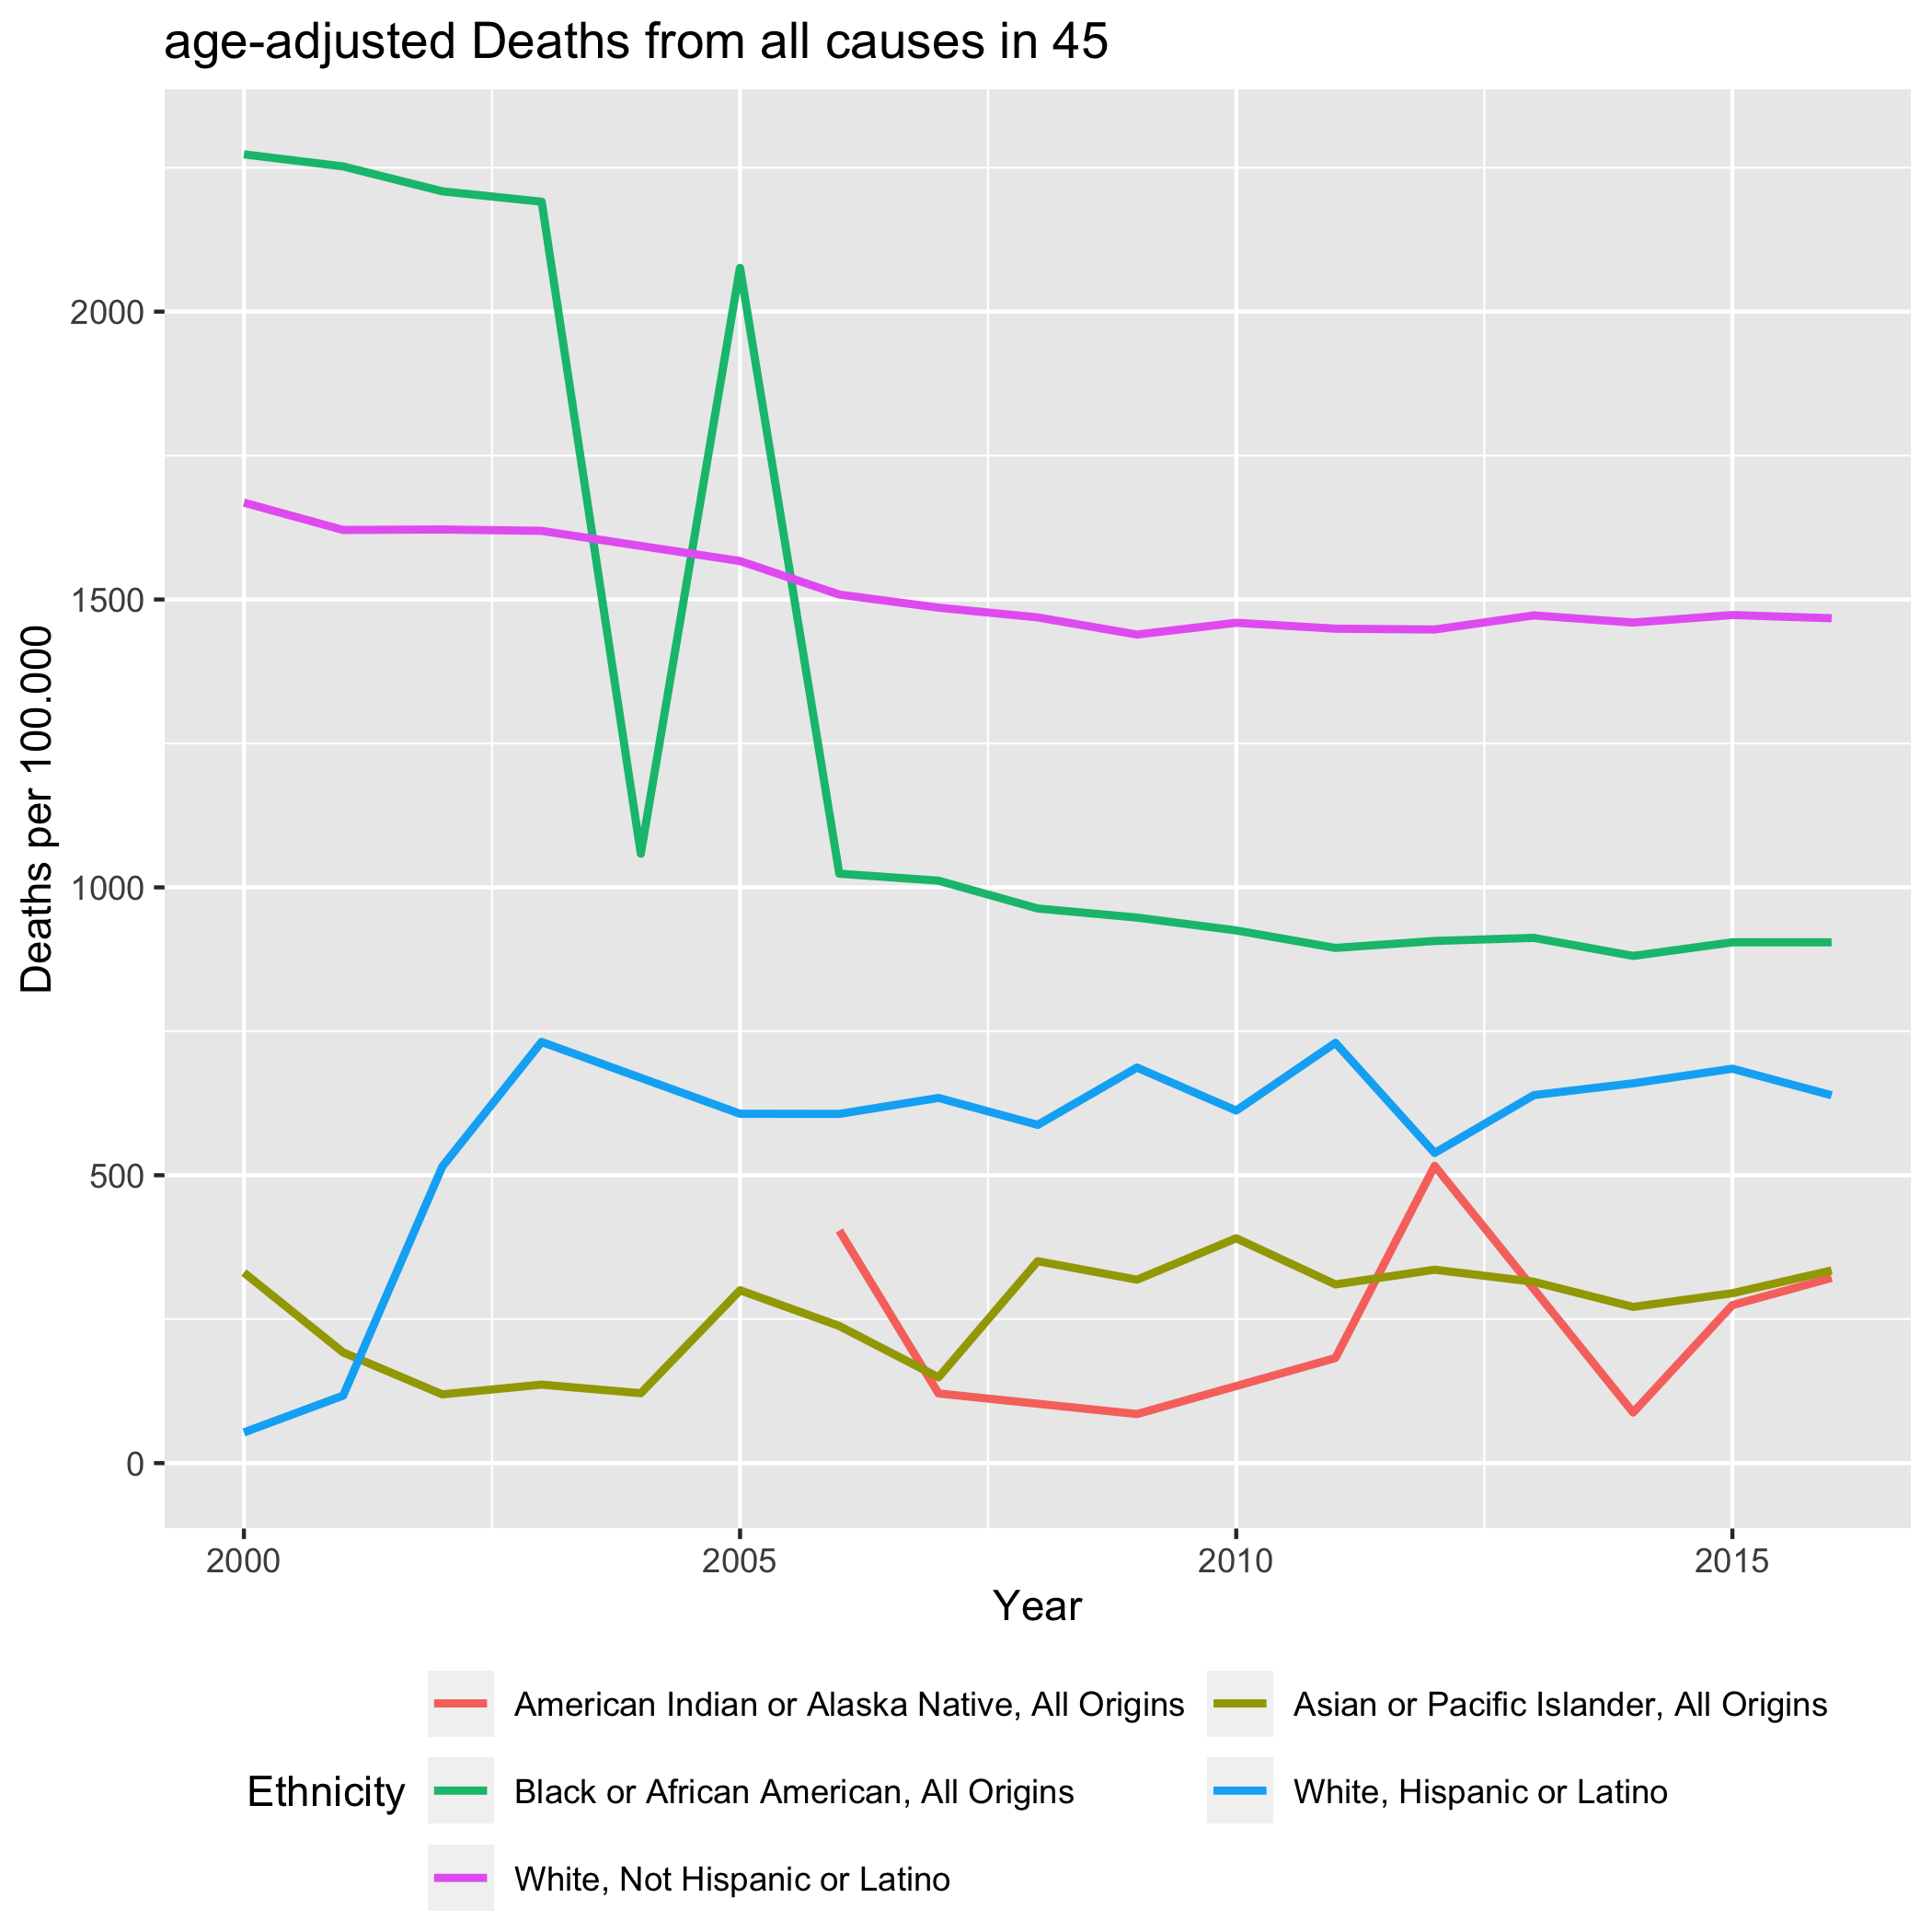 age-adjusted Deaths from all causes in 45
Deaths per 100.000
2000
1500
1000
500
0
2000
2005
2010
2015
Year
Ethnicity
American Indian or Alaska Native, All Origins
Asian or Pacific Islander, All Origins
Black or African American, All Origins
White, Hispanic or Latino
White, Not Hispanic or Latino